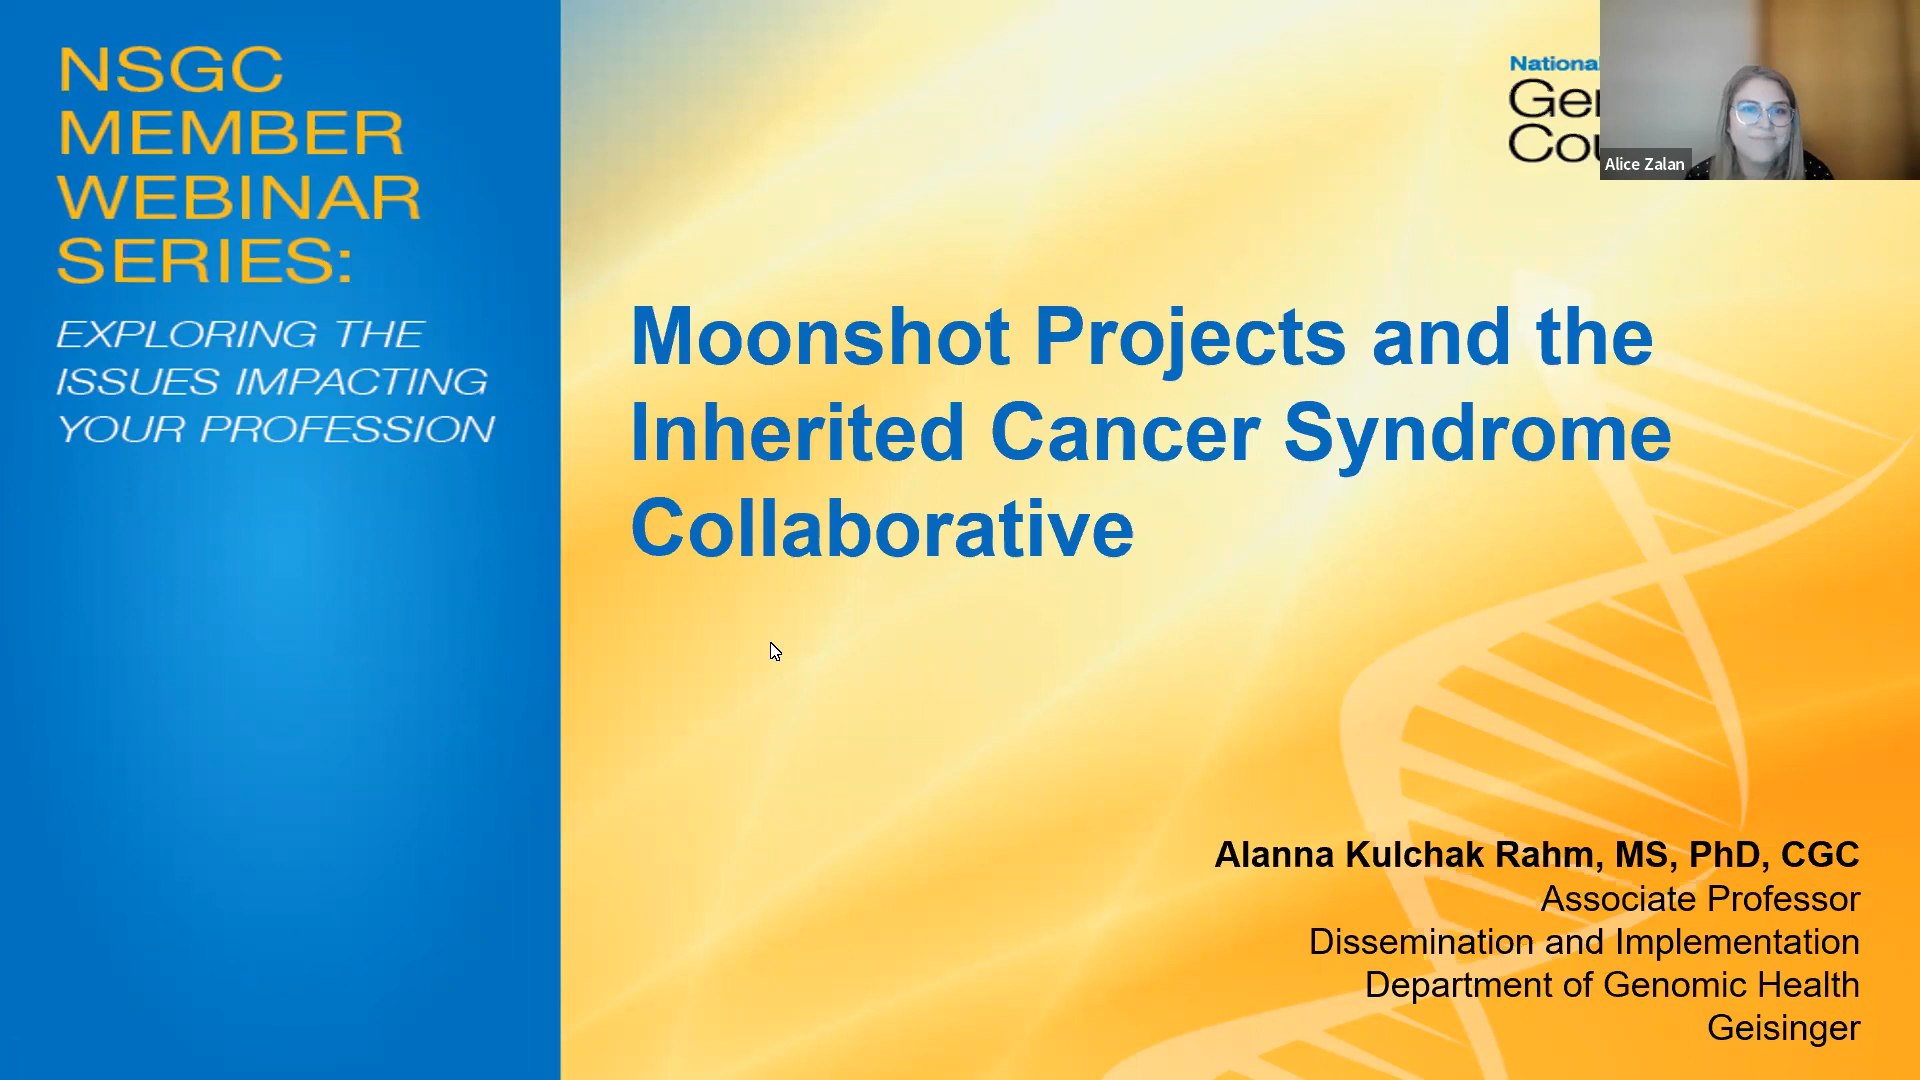 NSGC
MEMBER
WEBINAR
SERIES:
EXPLORING THE
ISSUES IMPACTING
YOUR PROFESSION
Moonshot Projects and the
Inherited Cancer Syndrome
Collaborative
Alice Zalan
Alanna Kulchak Rahm, MS, PhD, CGC
Associate Professor
Dissemination and Implementation
Department of Genomic Health
Geisinger